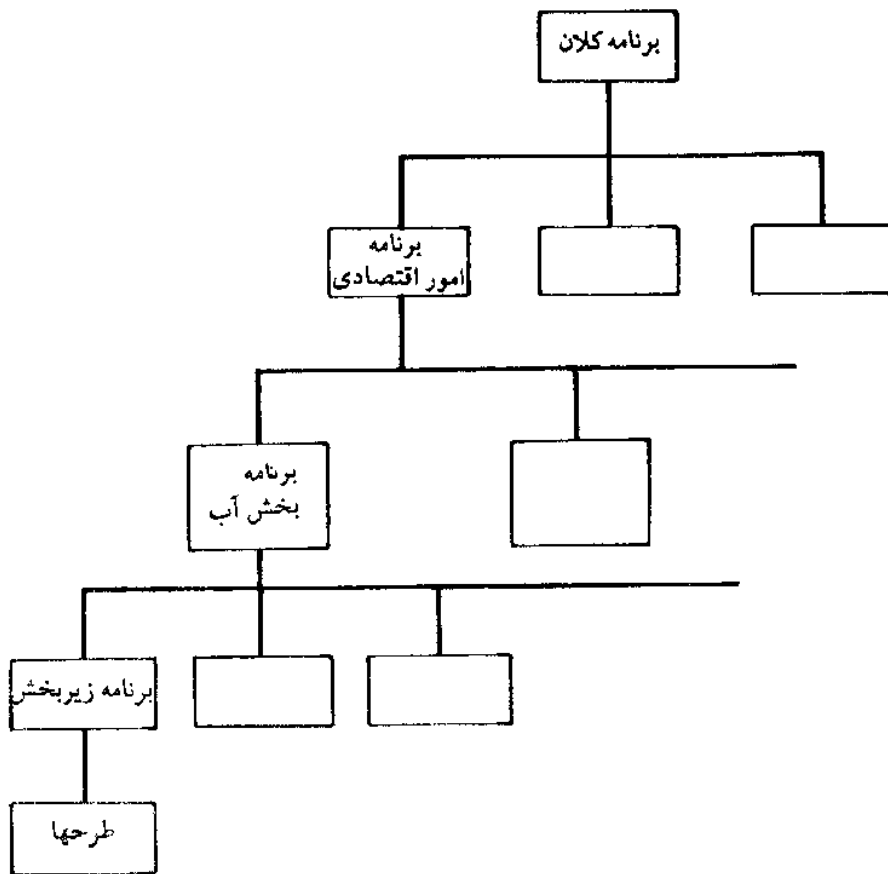 برنامه کلان
برنامه
امور اقتصادی
برنامه
بخش آب
برنامه زیربخش
طرحها